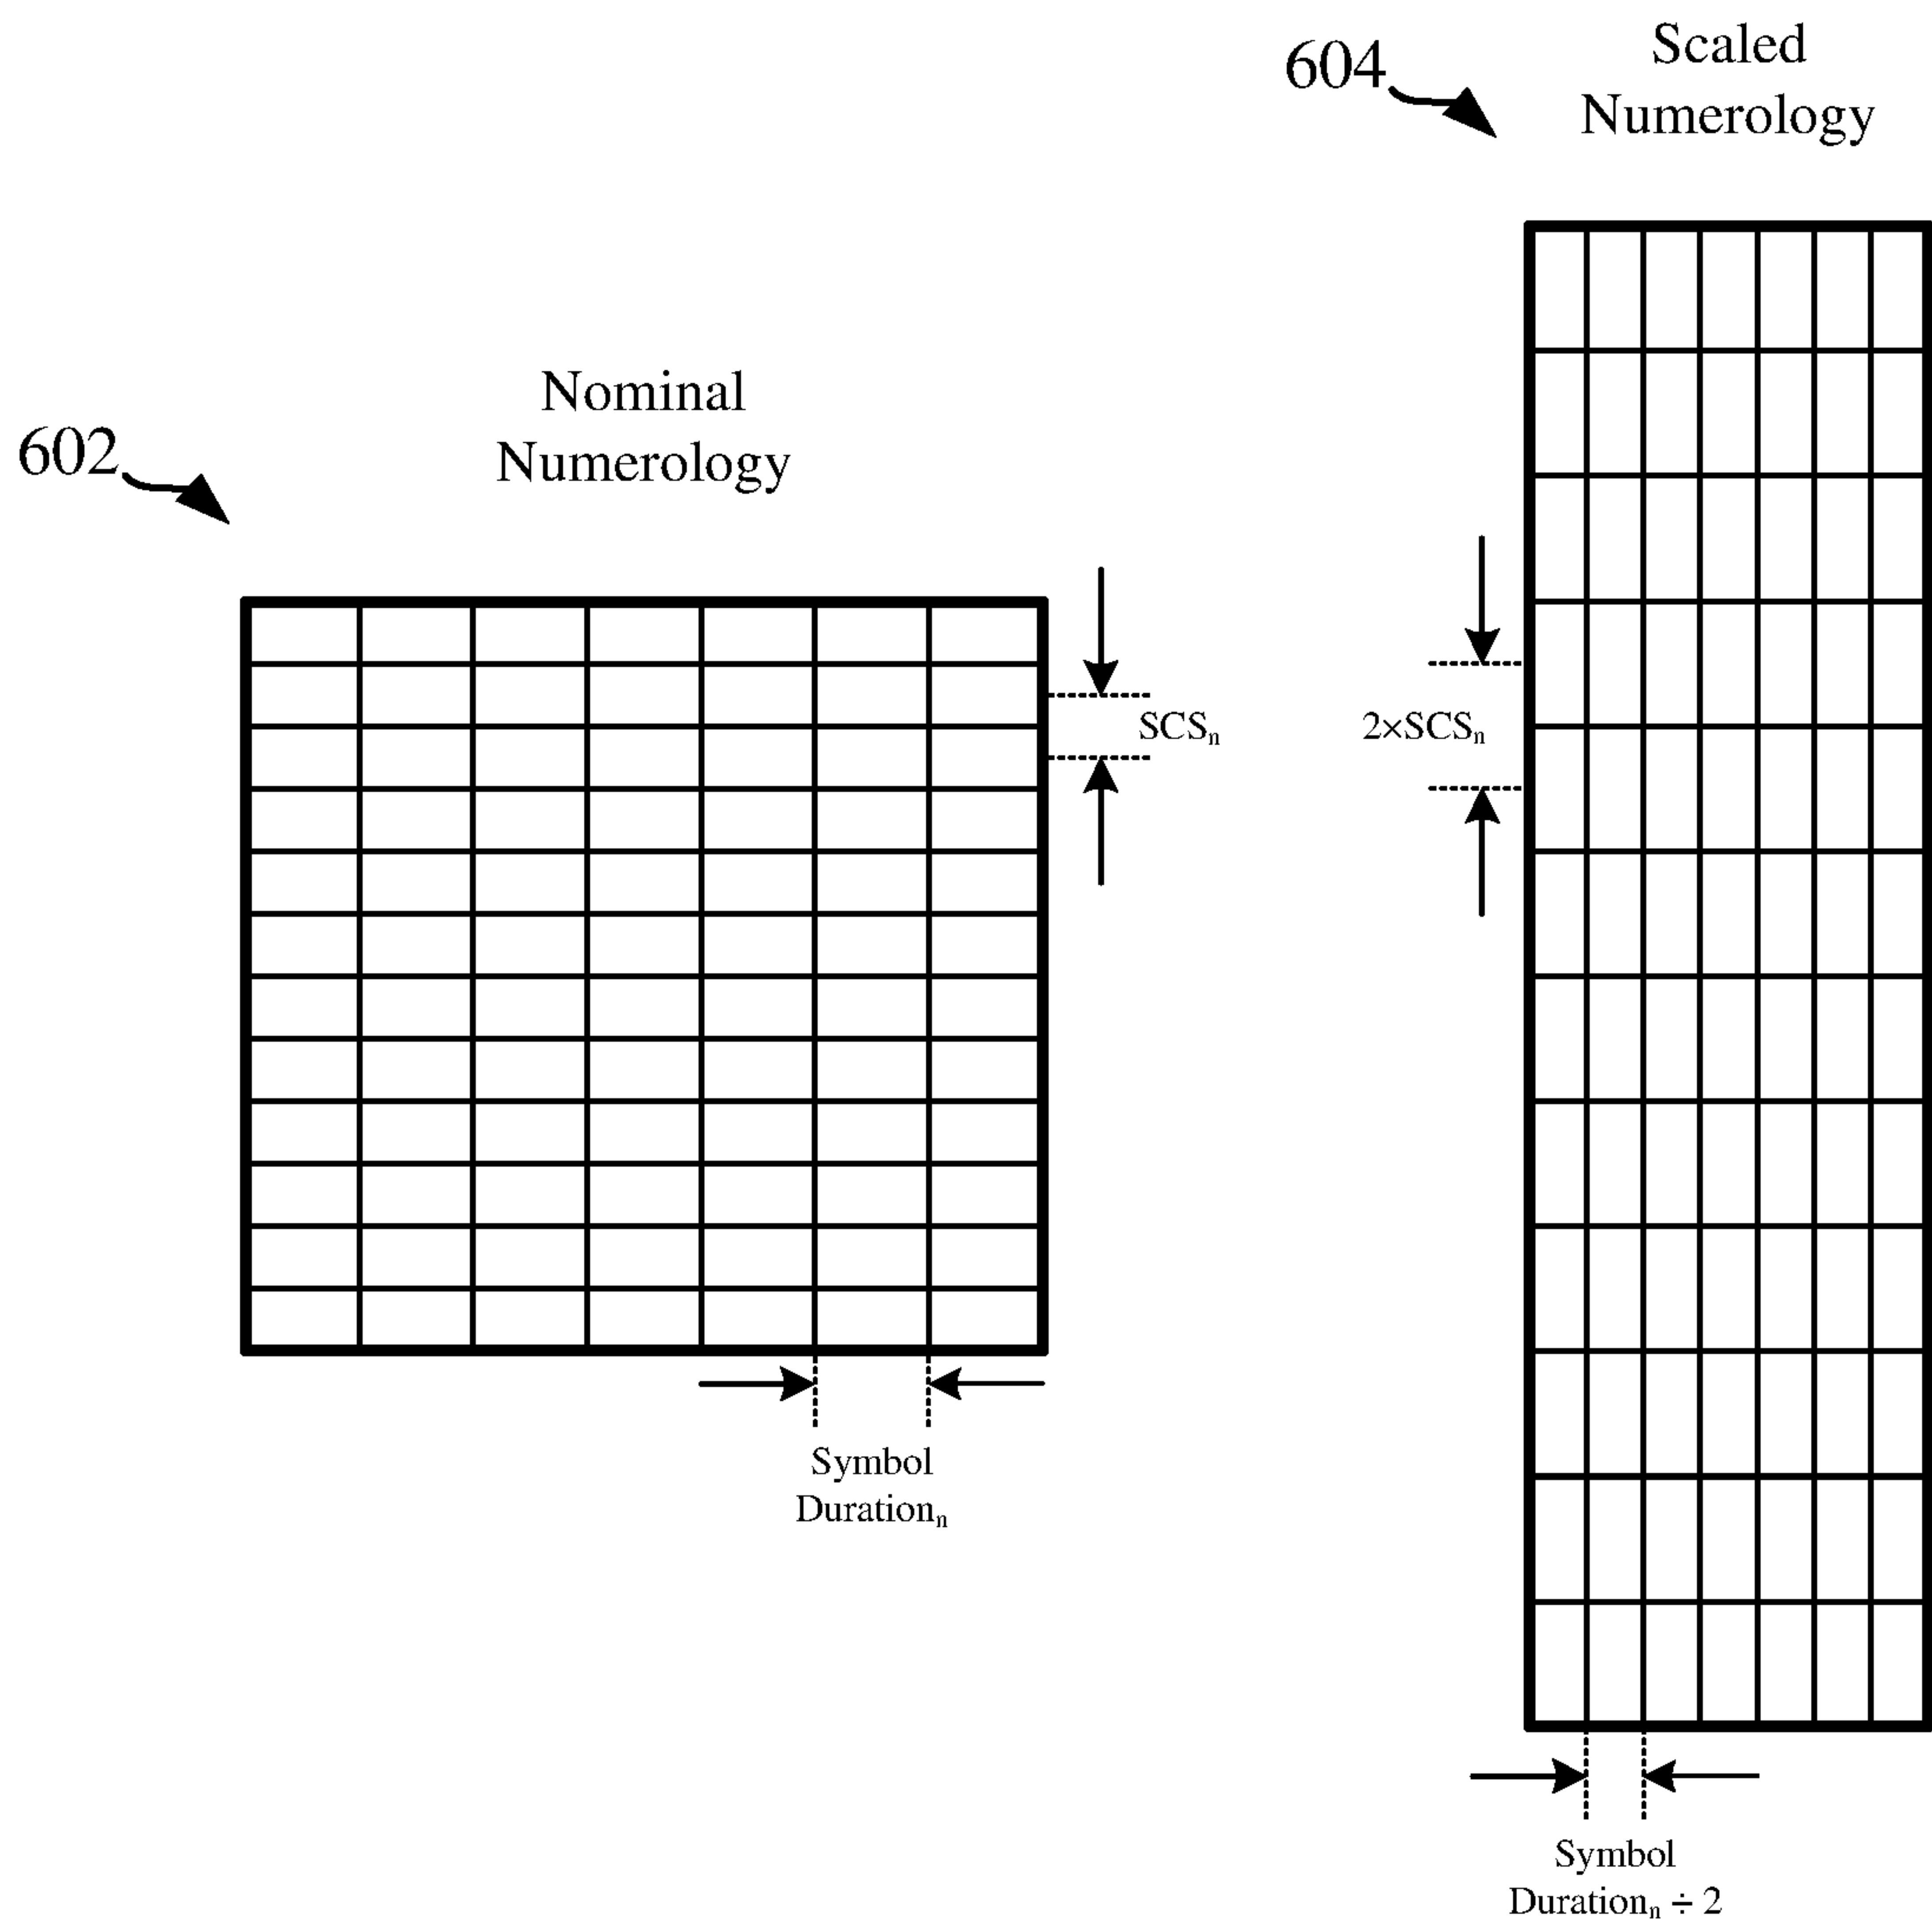 604
Scaled
Numerology
Nominal
Numerology
602
SCSₙ
2×SCSₙ
Symbol
Durationₙ
Symbol
Durationₙ ÷ 2